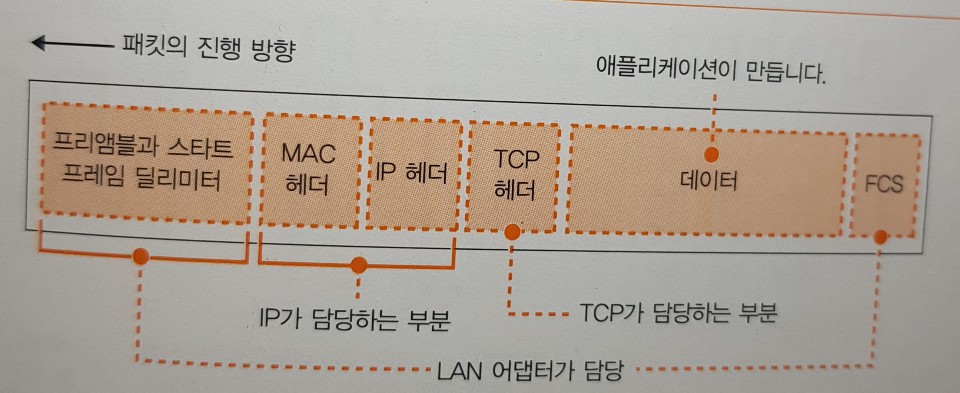 패킷의 진행 방향
애플리케이션이 만듭니다.
프리앰블과 스타트
프레임 딜리미터
MAC
헤더
IP 헤더
TCP
헤더
데이터
FCS
IP가 담당하는 부분
TCP가 담당하는 부분
LAN 어댑터가 담당